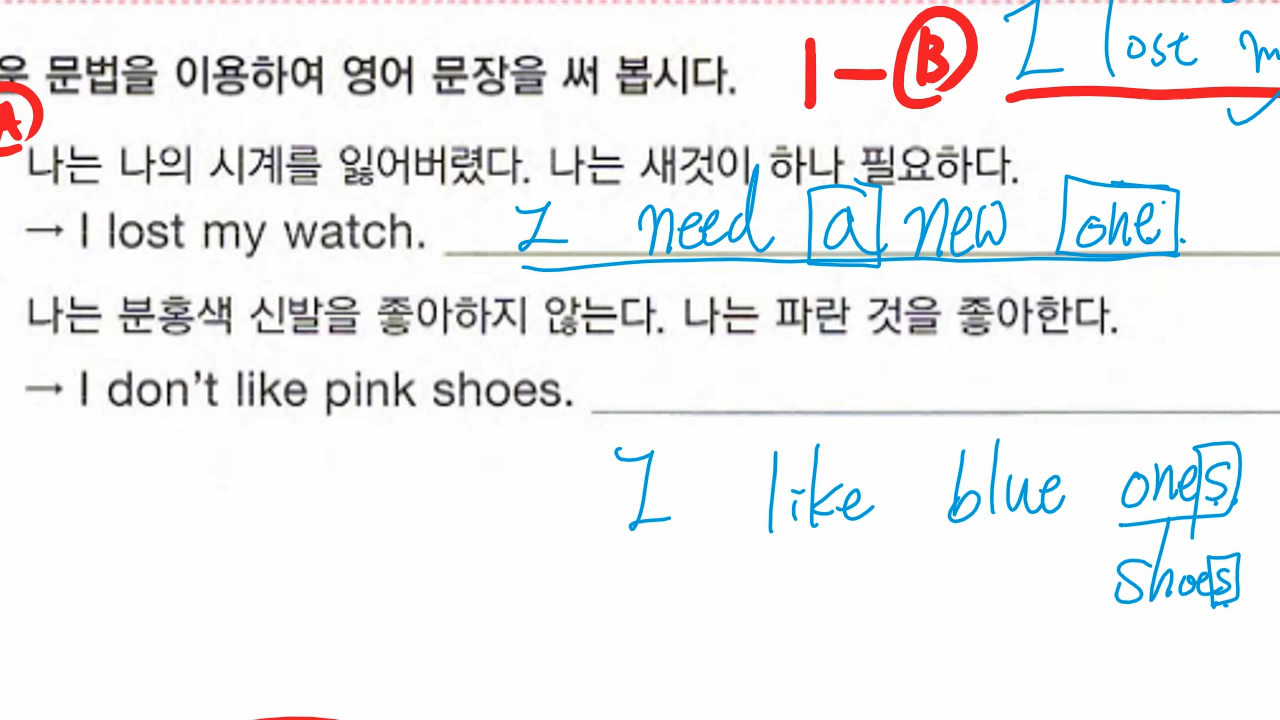 문법을 이용하여 영어 문장을 써 봅시다.
1-B I lost
A
나는 나의 시계를 잃어버렸다. 나는 새것이 하나 필요하다.
→ I lost my watch. I need a new one.
나는 분홍색 신발을 좋아하지 않는다. 나는 파란 것을 좋아한다.
→ I don't like pink shoes.
I like blue ones
shoes